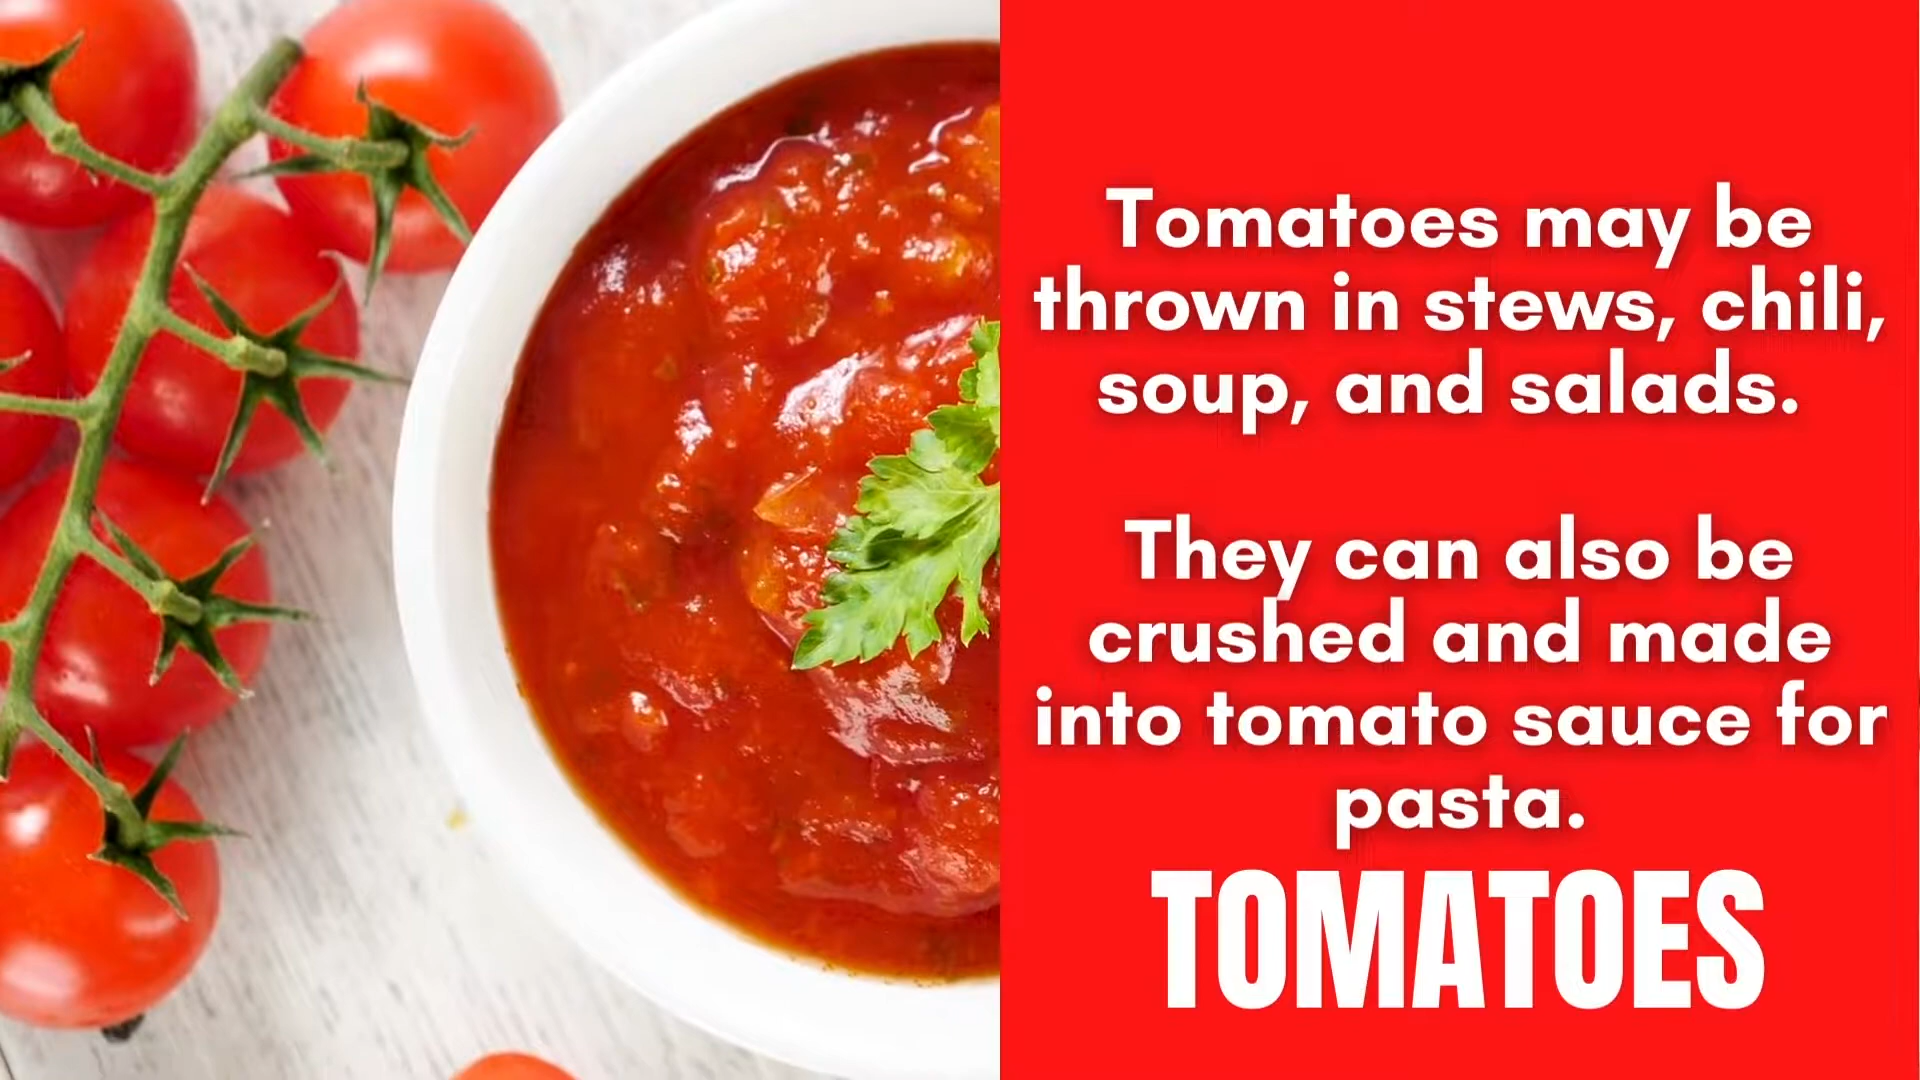 Tomatoes may be
thrown in stews, chili,
soup, and salads.
They can also be
crushed and made
into tomato sauce for
pasta.
TOMATOES